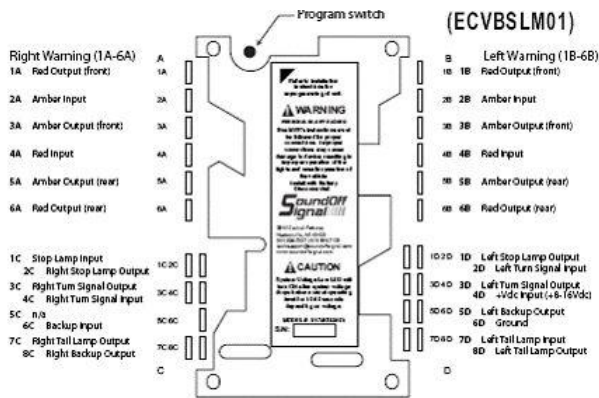 Program switch
(ECVBSLM01)
Right Warning (1A-6A)
A
1A Red Output (front) 1A
2A Amber Input 2A
3A Amber Output (front) 3A
4A Red Input 4A
5A Amber Output (rear) 5A
6A Red Output (rear) 6A
1C Stop Lamp Input
2C Right Stop Lamp Output
1C 2C
3C Right Turn Signal Output
4C Right Turn Signal Input
3C 4C
5C n/a
6C Backup Input
5C 6C
7C Right Tail Lamp Output
8C Right Backup Output
7C 8C
C
WARNING
SoundOff
Signal
CAUTION
B
Left Warning (1B-6B)
1B 1B Red Output (front)
2B 2B Amber Input
3B 3B Amber Output (front)
4B 4B Red Input
5B 5B Amber Output (rear)
6B 6B Red Output (rear)
1D 2D 1D Left Stop Lamp Output
2D Left Turn Signal Input
3D 4D 3D Left Turn Signal Output
4D +Vdc Input (+8-16Vdc)
5D 6D 5D Left Backup Output
6D Ground
7D 8D 7D Left Tail Lamp Input
8D Left Tail Lamp Output
D